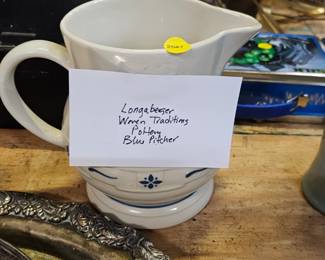 Longaberger
Woven Traditions
Pottery
Blue Pitcher